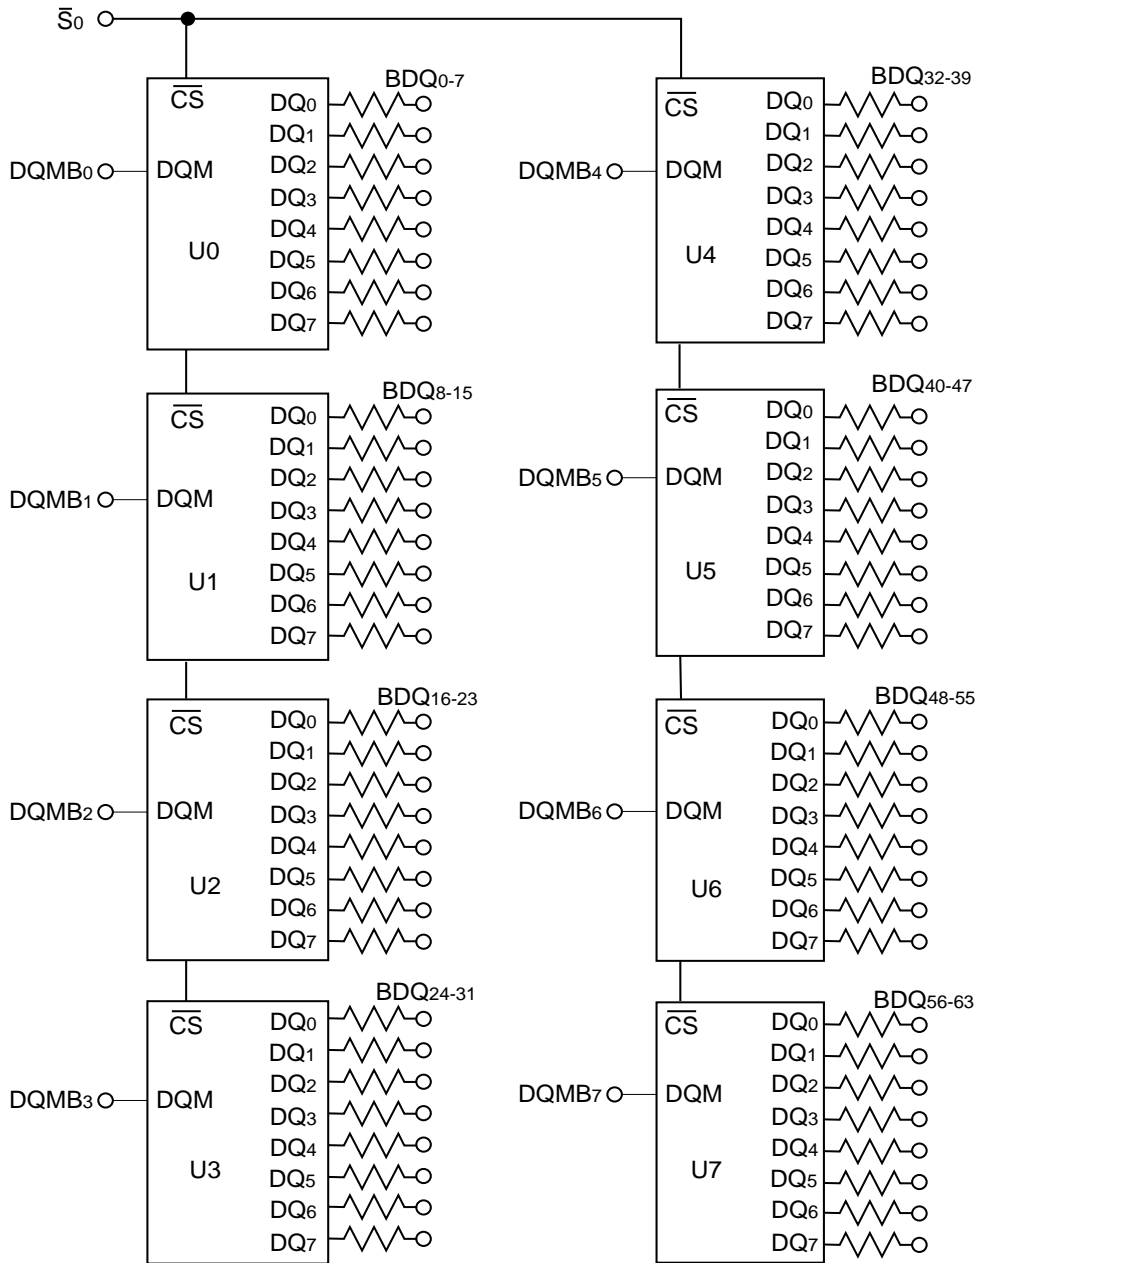 S̅0
BDQ0-7
CS
DQ0
DQ1
DQMB0
DQM
DQ2
DQ3
DQ4
U0
DQ5
DQ6
DQ7
BDQ8-15
CS
DQ0
DQ1
DQ2
DQMB1
DQM
DQ3
DQ4
DQ5
U1
DQ6
DQ7
BDQ16-23
CS
DQ0
DQ1
DQ2
DQMB2
DQM
DQ3
DQ4
DQ5
U2
DQ6
DQ7
BDQ24-31
CS
DQ0
DQ1
DQ2
DQMB3
DQM
DQ3
DQ4
U3
DQ5
DQ6
DQ7
BDQ32-39
CS
DQ0
DQ1
DQMB4
DQM
DQ2
DQ3
DQ4
U4
DQ5
DQ6
DQ7
BDQ40-47
CS
DQ0
DQ1
DQMB5
DQM
DQ2
DQ3
DQ4
DQ5
U5
DQ6
DQ7
BDQ48-55
CS
DQ0
DQ1
DQ2
DQMB6
DQM
DQ3
DQ4
DQ5
U6
DQ6
DQ7
BDQ56-63
CS
DQ0
DQ1
DQ2
DQMB7
DQM
DQ3
DQ4
U7
DQ5
DQ6
DQ7